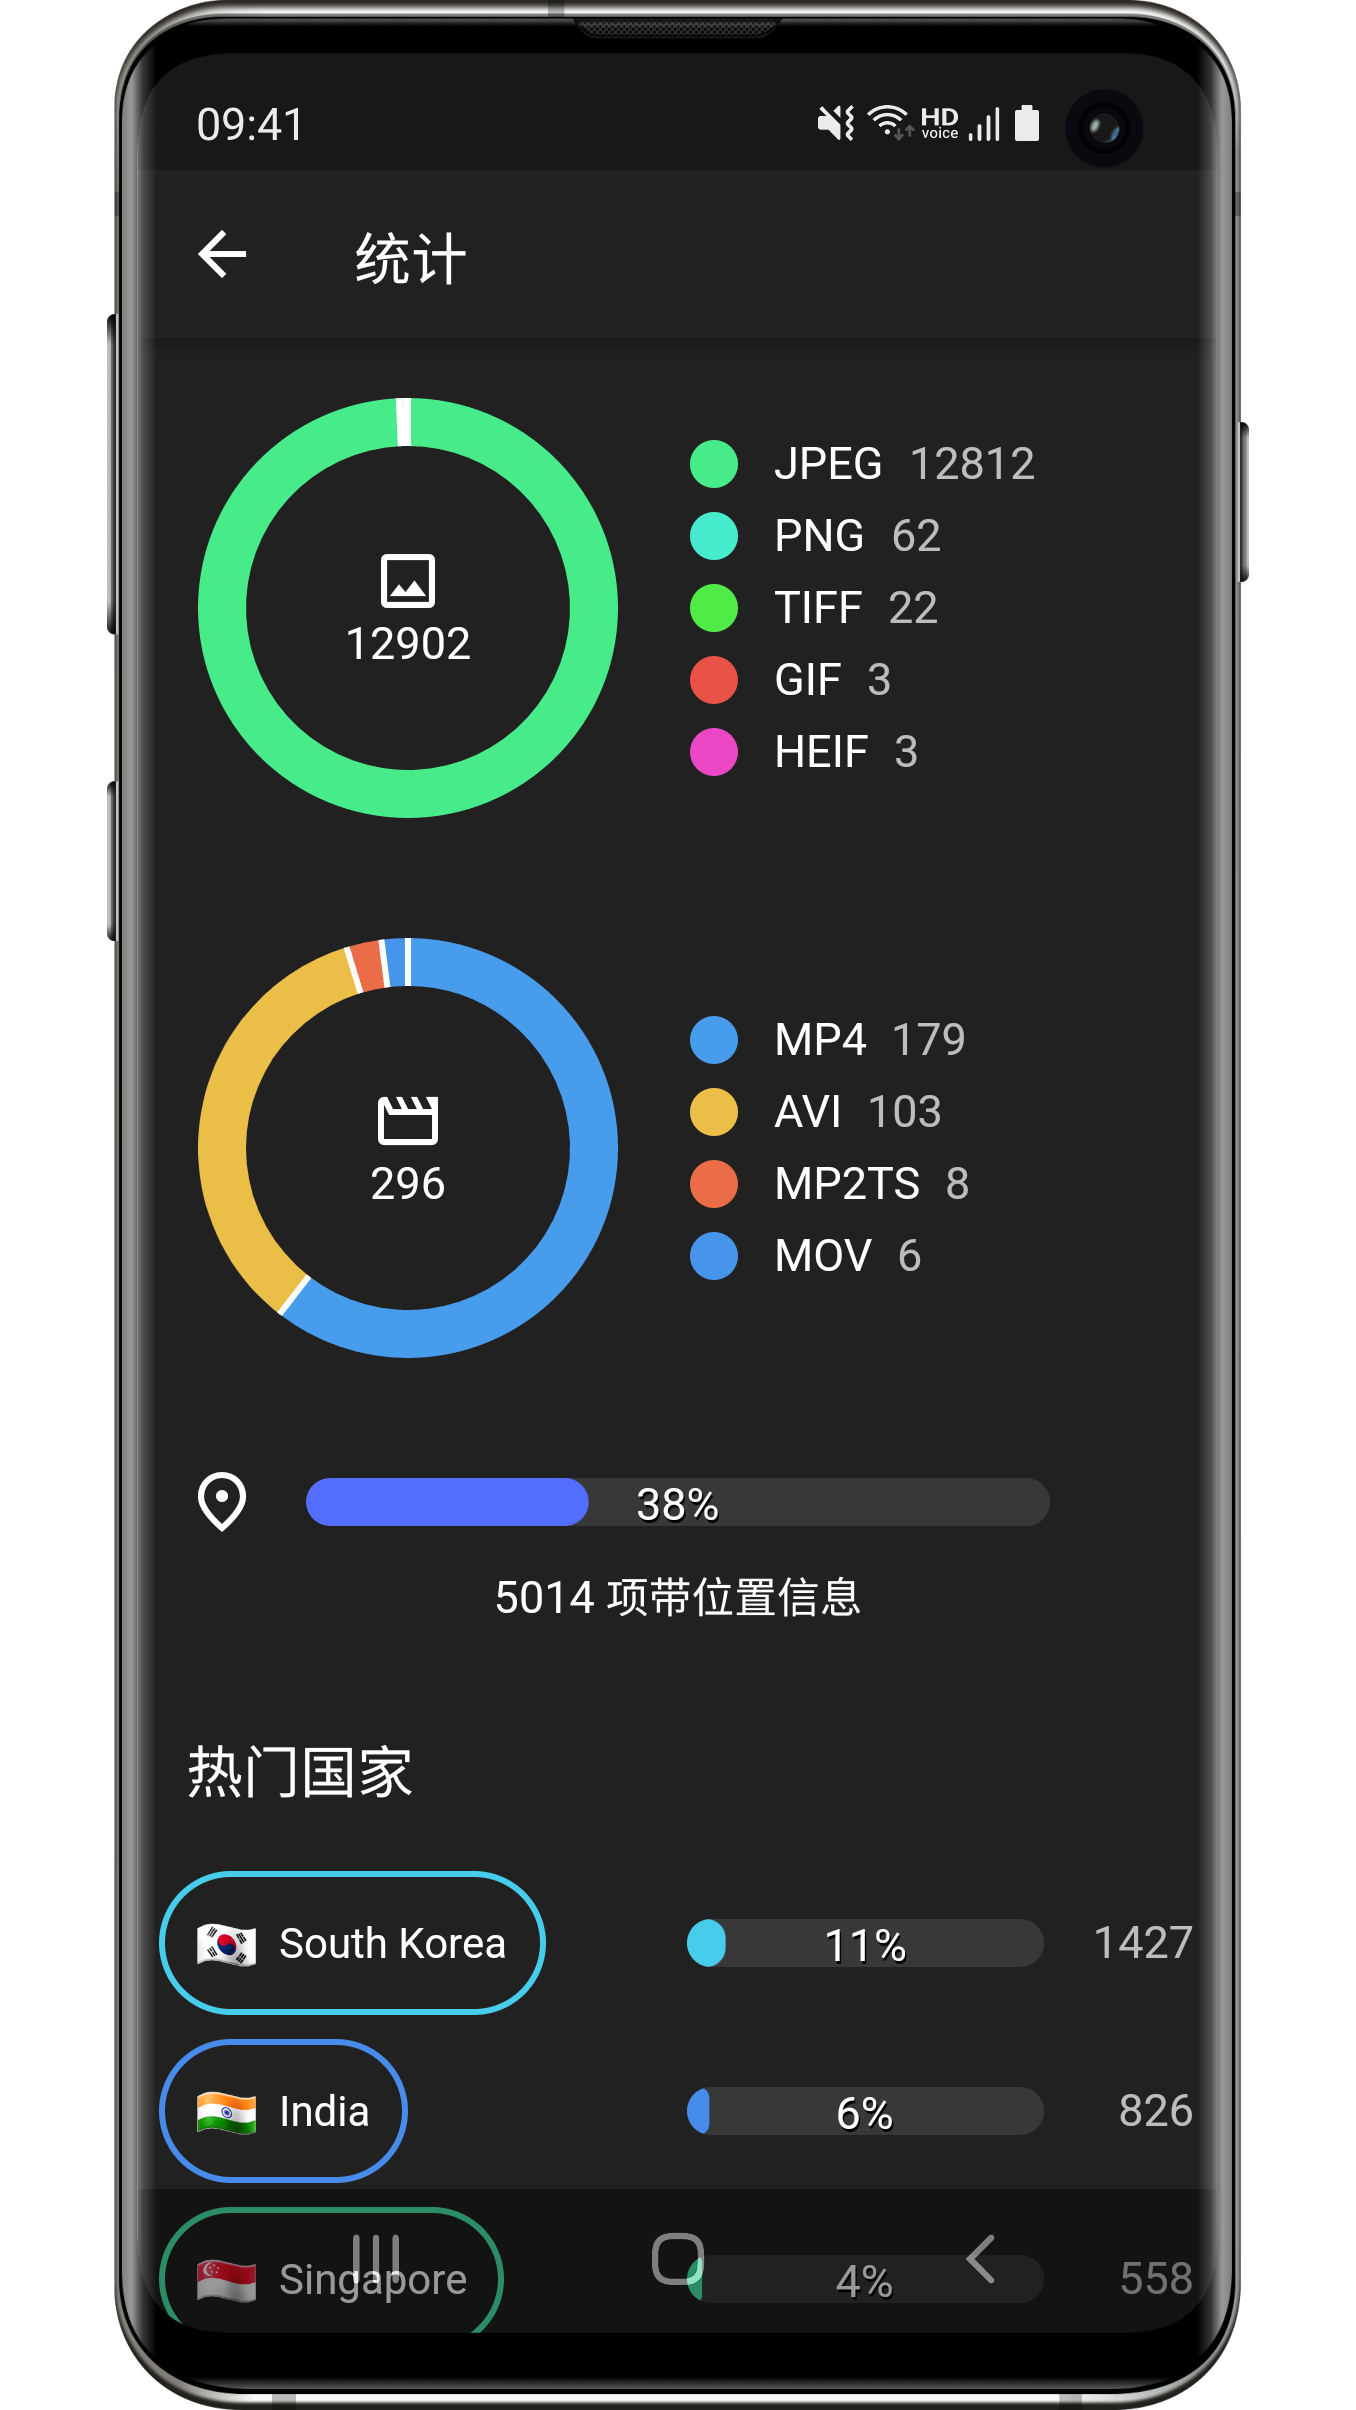 09:41 HD voice
统计
JPEG 12812
PNG 62
TIFF 22
GIF 3
HEIF 3
12902
MP4 179
AVI 103
MP2TS 8
MOV 6
296
38%
5014 项带位置信息
热门国家
South Korea 11% 1427
India 6% 826
Singapore 4% 558